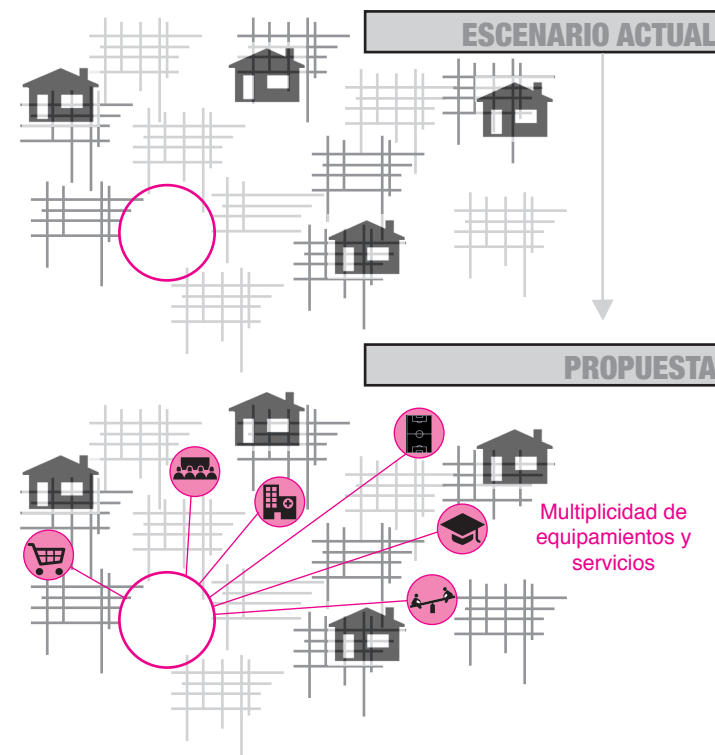 ESCENARIO ACTUAL
PROPUESTA
Multiplicidad de
equipamientos y
servicios